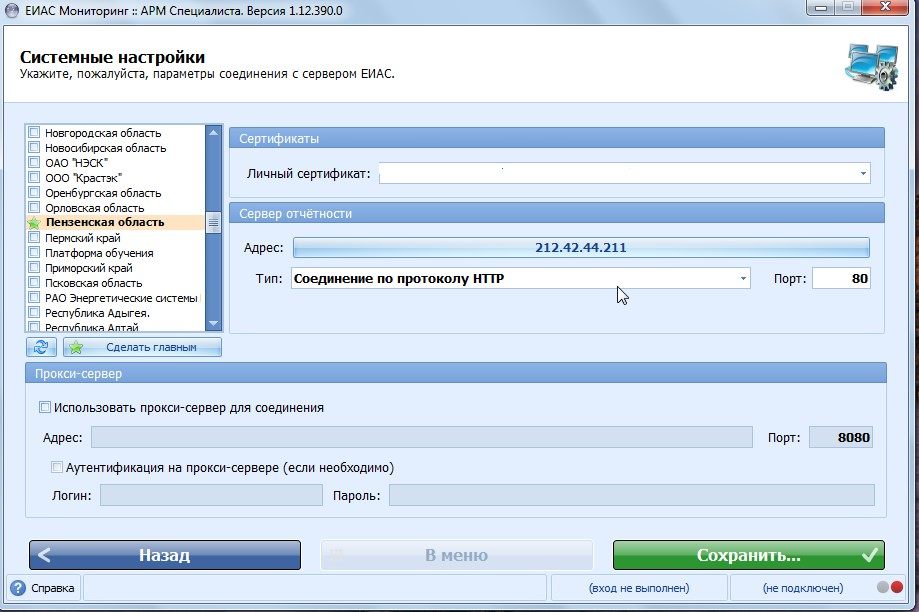 ЕИАС Мониторинг :: АРМ Специалиста. Версия 1.12.390.0
Системные настройки
Укажите, пожалуйста, параметры соединения с сервером ЕИАС.
Новгородская область
Новосибирская область
ОАО "НЭСК"
ООО "Крастэк"
Оренбургская область
Орловская область
Пензенская область
Пермский край
Платформа обучения
Приморский край
Псковская область
РАО Энергетические системы
Республика Адыгея.
Республика Алтай
Сделать главным
Сертификаты
Личный сертификат:
Сервер отчётности
Адрес: 212.42.44.211
Тип: Соединение по протоколу HTTP Порт: 80
Прокси-сервер
Использовать прокси-сервер для соединения
Адрес: Порт: 8080
Аутентификация на прокси-сервере (если необходимо)
Логин: Пароль:
Назад В меню Сохранить...
Справка (вход не выполнен) (не подключен)